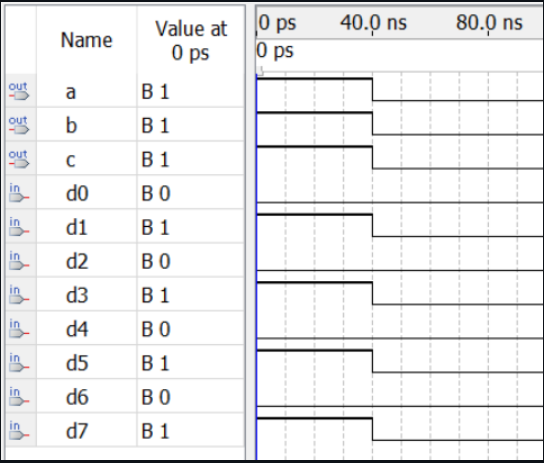 Name Value at 0 ps 0 ps 40.0 ns 80.0 ns
0 ps
out a B 1
out b B 1
out c B 1
in d0 B 0
in d1 B 1
in d2 B 0
in d3 B 1
in d4 B 0
in d5 B 1
in d6 B 0
in d7 B 1